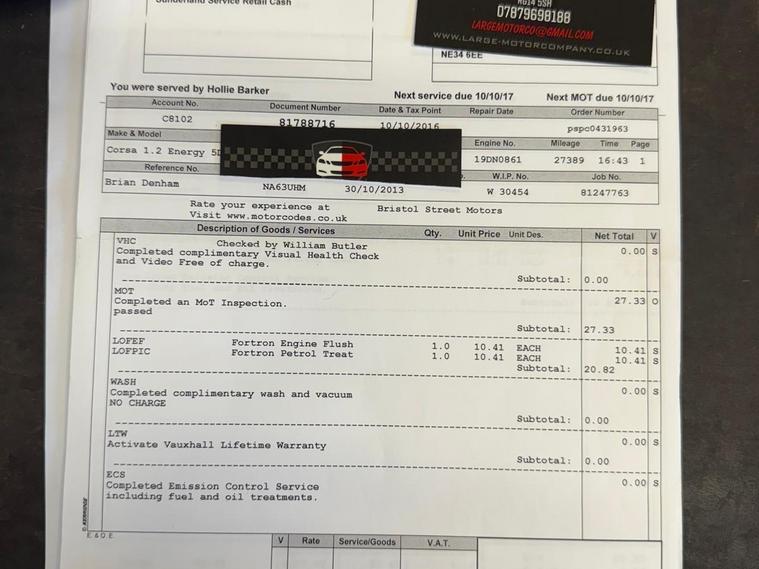 Sunderland Service Retail Cash
NE34 6EE
07879698188
LARGEMOTORCO@GMAIL.COM
WWW.LARGE-MOTORCOMPANY.CO.UK
You were served by Hollie Barker
Next service due 10/10/17 Next MOT due 10/10/17
Account No. Document Number Date & Tax Point Repair Date Order Number
C8102 81788716 10/10/2016 pspc0431963
Make & Model Engine No. Mileage Time Page
Corsa 1.2 Energy 19DN0861 27389 16:43 1
Reference No. W.I.P. No. Job No.
Brian Denham NA63UHM 30/10/2013 W 30454 81247763
Rate your experience at Bristol Street Motors
Visit www.motorcodes.co.uk
Description of Goods / Services Qty. Unit Price Unit Des. Net Total V
VHC Checked by William Butler 0.00 S
Completed complimentary Visual Health Check
and Video Free of charge.
Subtotal: 0.00
MOT 27.33 O
Completed an MoT Inspection.
passed
Subtotal: 27.33
LOFEF Fortron Engine Flush 1.0 10.41 EACH 10.41 S
LOFPIC Fortron Petrol Treat 1.0 10.41 EACH 10.41 S
Subtotal: 20.82
WASH 0.00 S
Completed complimentary wash and vacuum
NO CHARGE
Subtotal: 0.00
LTW 0.00 S
Activate Vauxhall Lifetime Warranty
Subtotal: 0.00
ECS 0.00 S
Completed Emission Control Service
including fuel and oil treatments.
© KERRIDGE
E. & O. E.
V Rate Service/Goods V.A.T.